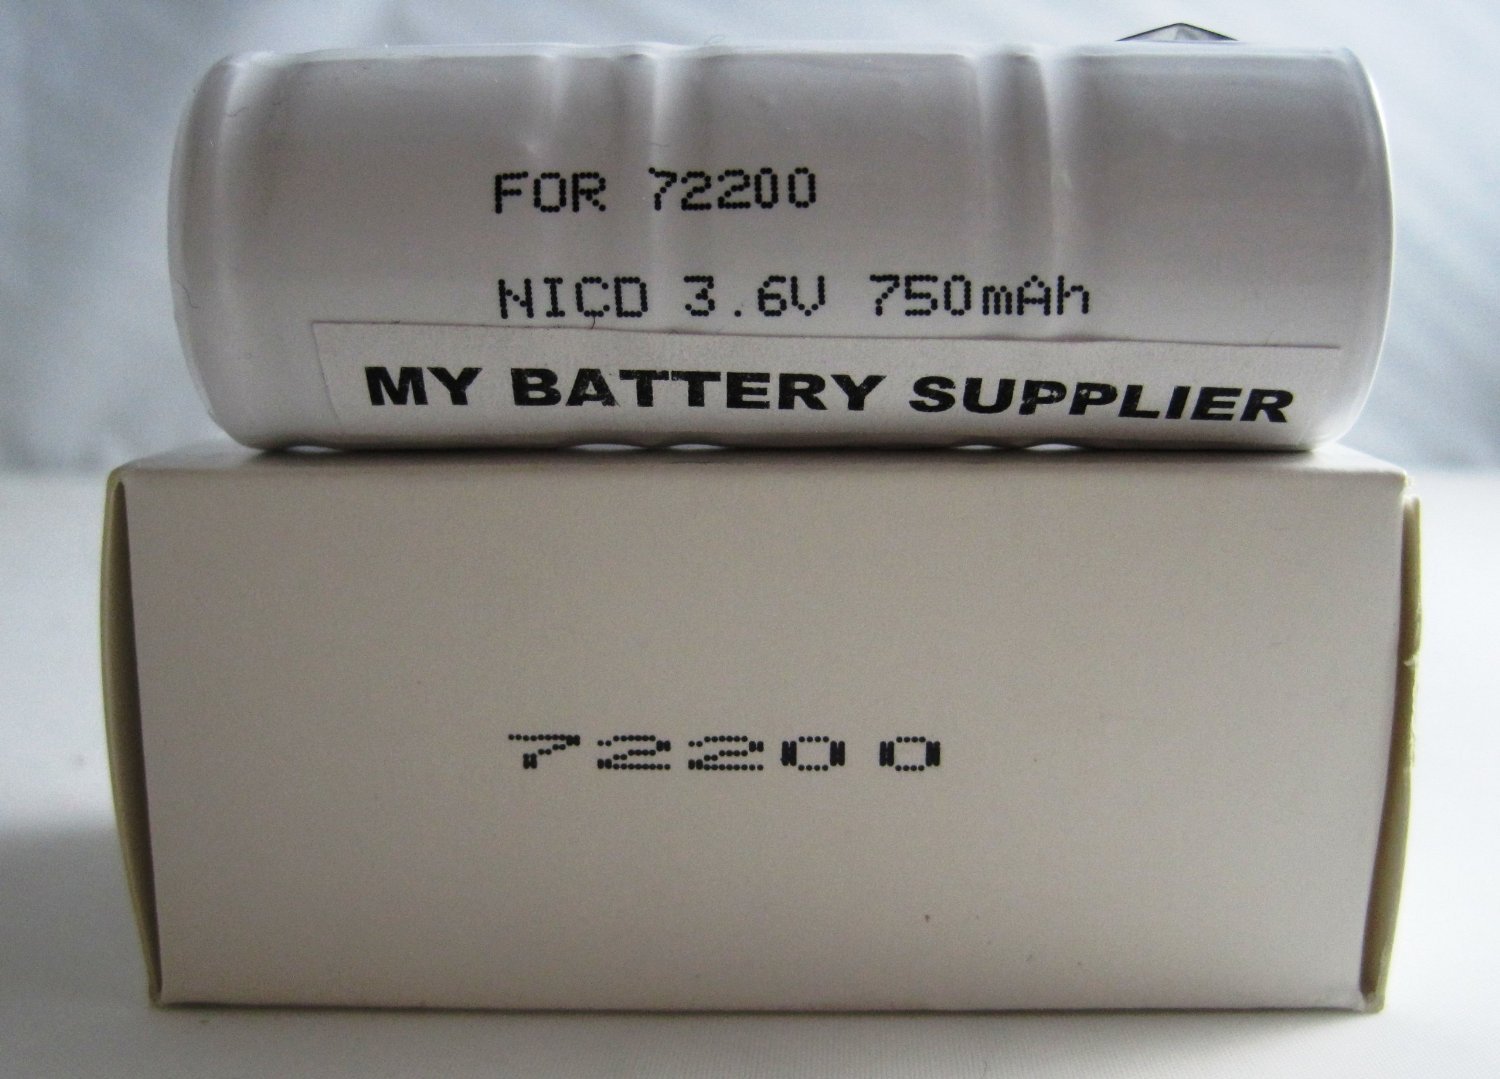 FOR 72200
NICD 3.6V 750mAh
MY BATTERY SUPPLIER
72200